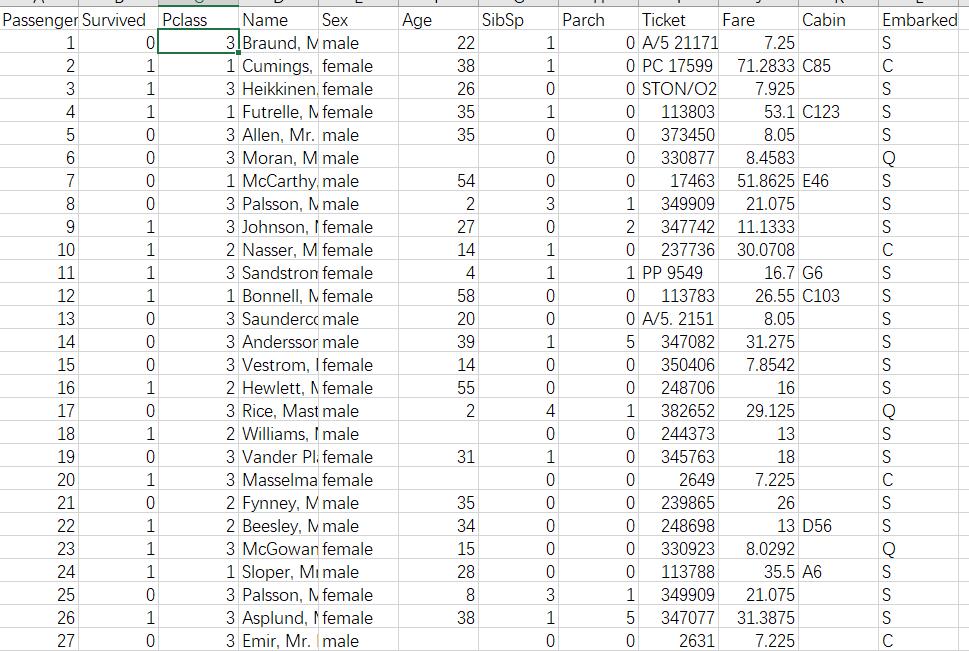 Passenger Survived Pclass Name Sex Age SibSp Parch Ticket Fare Cabin Embarked
1 0 3 Braund, M male 22 1 0 A/5 21171 7.25 S
2 1 1 Cumings, female 38 1 0 PC 17599 71.2833 C85 C
3 1 3 Heikkinen, female 26 0 0 STON/O2 7.925 S
4 1 1 Futrelle, M female 35 1 0 113803 53.1 C123 S
5 0 3 Allen, Mr. male 35 0 0 373450 8.05 S
6 0 3 Moran, M male 0 0 330877 8.4583 Q
7 0 1 McCarthy, male 54 0 0 17463 51.8625 E46 S
8 0 3 Palsson, M male 2 3 1 349909 21.075 S
9 1 3 Johnson, female 27 0 2 347742 11.1333 S
10 1 2 Nasser, M female 14 1 0 237736 30.0708 C
11 1 3 Sandstrom female 4 1 1 PP 9549 16.7 G6 S
12 1 1 Bonnell, M female 58 0 0 113783 26.55 C103 S
13 0 3 Saunderco male 20 0 0 A/5. 2151 8.05 S
14 0 3 Andersson male 39 1 5 347082 31.275 S
15 0 3 Vestrom, female 14 0 0 350406 7.8542 S
16 1 2 Hewlett, M female 55 0 0 248706 16 S
17 0 3 Rice, Mast male 2 4 1 382652 29.125 Q
18 1 2 Williams, male 0 0 244373 13 S
19 0 3 Vander Pla female 31 1 0 345763 18 S
20 1 3 Masselma female 0 0 2649 7.225 C
21 0 2 Fynney, M male 35 0 0 239865 26 S
22 1 2 Beesley, M male 34 0 0 248698 13 D56 S
23 1 3 McGowan female 15 0 0 330923 8.0292 Q
24 1 1 Sloper, Mr male 28 0 0 113788 35.5 A6 S
25 0 3 Palsson, M female 8 3 1 349909 21.075 S
26 1 3 Asplund, female 38 1 5 347077 31.3875 S
27 0 3 Emir, Mr. male 0 0 2631 7.225 C